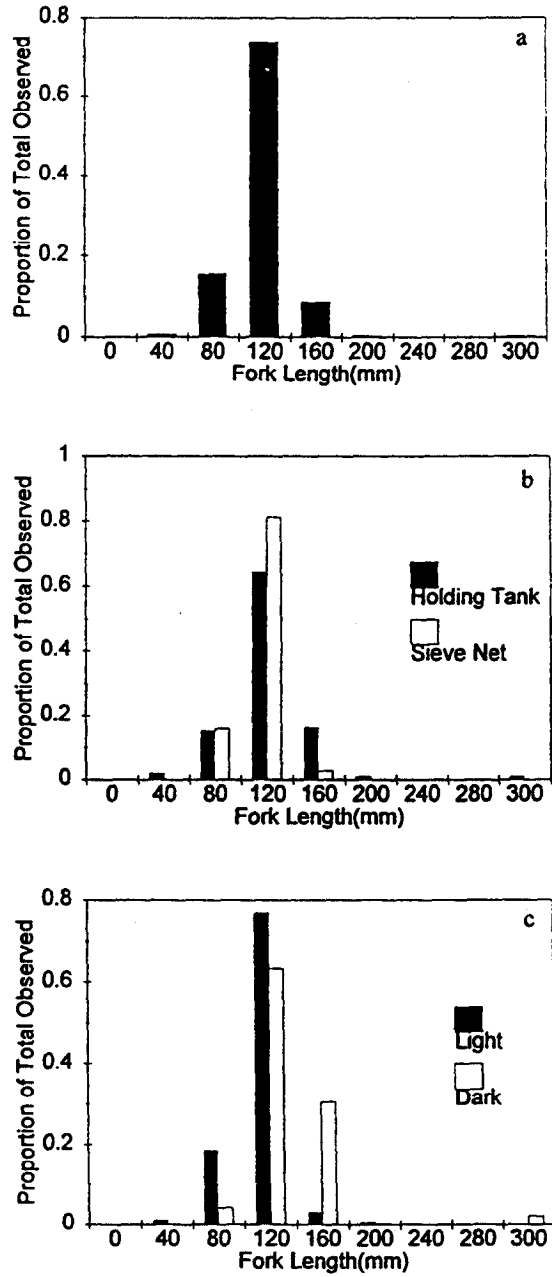 a
Proportion of Total Observed
0.8
0.6
0.4
0.2
0
0 40 80 120 160 200 240 280 300
Fork Length(mm)
b
Proportion of Total Observed
1
0.8
0.6
0.4
0.2
0
Holding Tank
Sieve Net
0 40 80 120 160 200 240 300
Fork Length(mm)
c
Proportion of Total Observed
0.8
0.6
0.4
0.2
0
Light
Dark
0 40 80 120 160 200 240 280 300
Fork Length(mm)